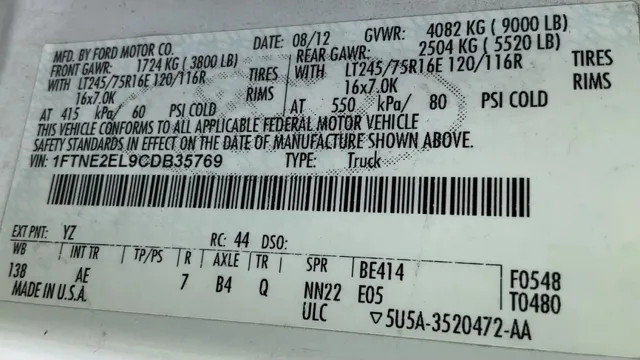 MFD. BY FORD MOTOR CO.
DATE: 08/12 GVWR: 4082 KG ( 9000 LB)
FRONT GAWR: 1724 KG ( 3800 LB) REAR GAWR: 2504 KG ( 5520 LB)
WITH LT245/75R16E 120/116R TIRES WITH LT245/75R16E 120/116R TIRES
16x7.0K RIMS 16x7.0K RIMS
AT 415 kPa/ 60 PSI COLD AT 550 kPa/ 80 PSI COLD
THIS VEHICLE CONFORMS TO ALL APPLICABLE FEDERAL MOTOR VEHICLE
SAFETY STANDARDS IN EFFECT ON THE DATE OF MANUFACTURE SHOWN ABOVE.
VIN: 1FTNE2EL9CDB35769 TYPE: Truck
EXT PNT: YZ RC: 44 DSO:
WB INT TR TP/PS R AXLE TR SPR BE414 F0548
138 AE 7 B4 Q NN22 E05 T0480
MADE IN U.S.A. ULC ▽5U5A-3520472-AA